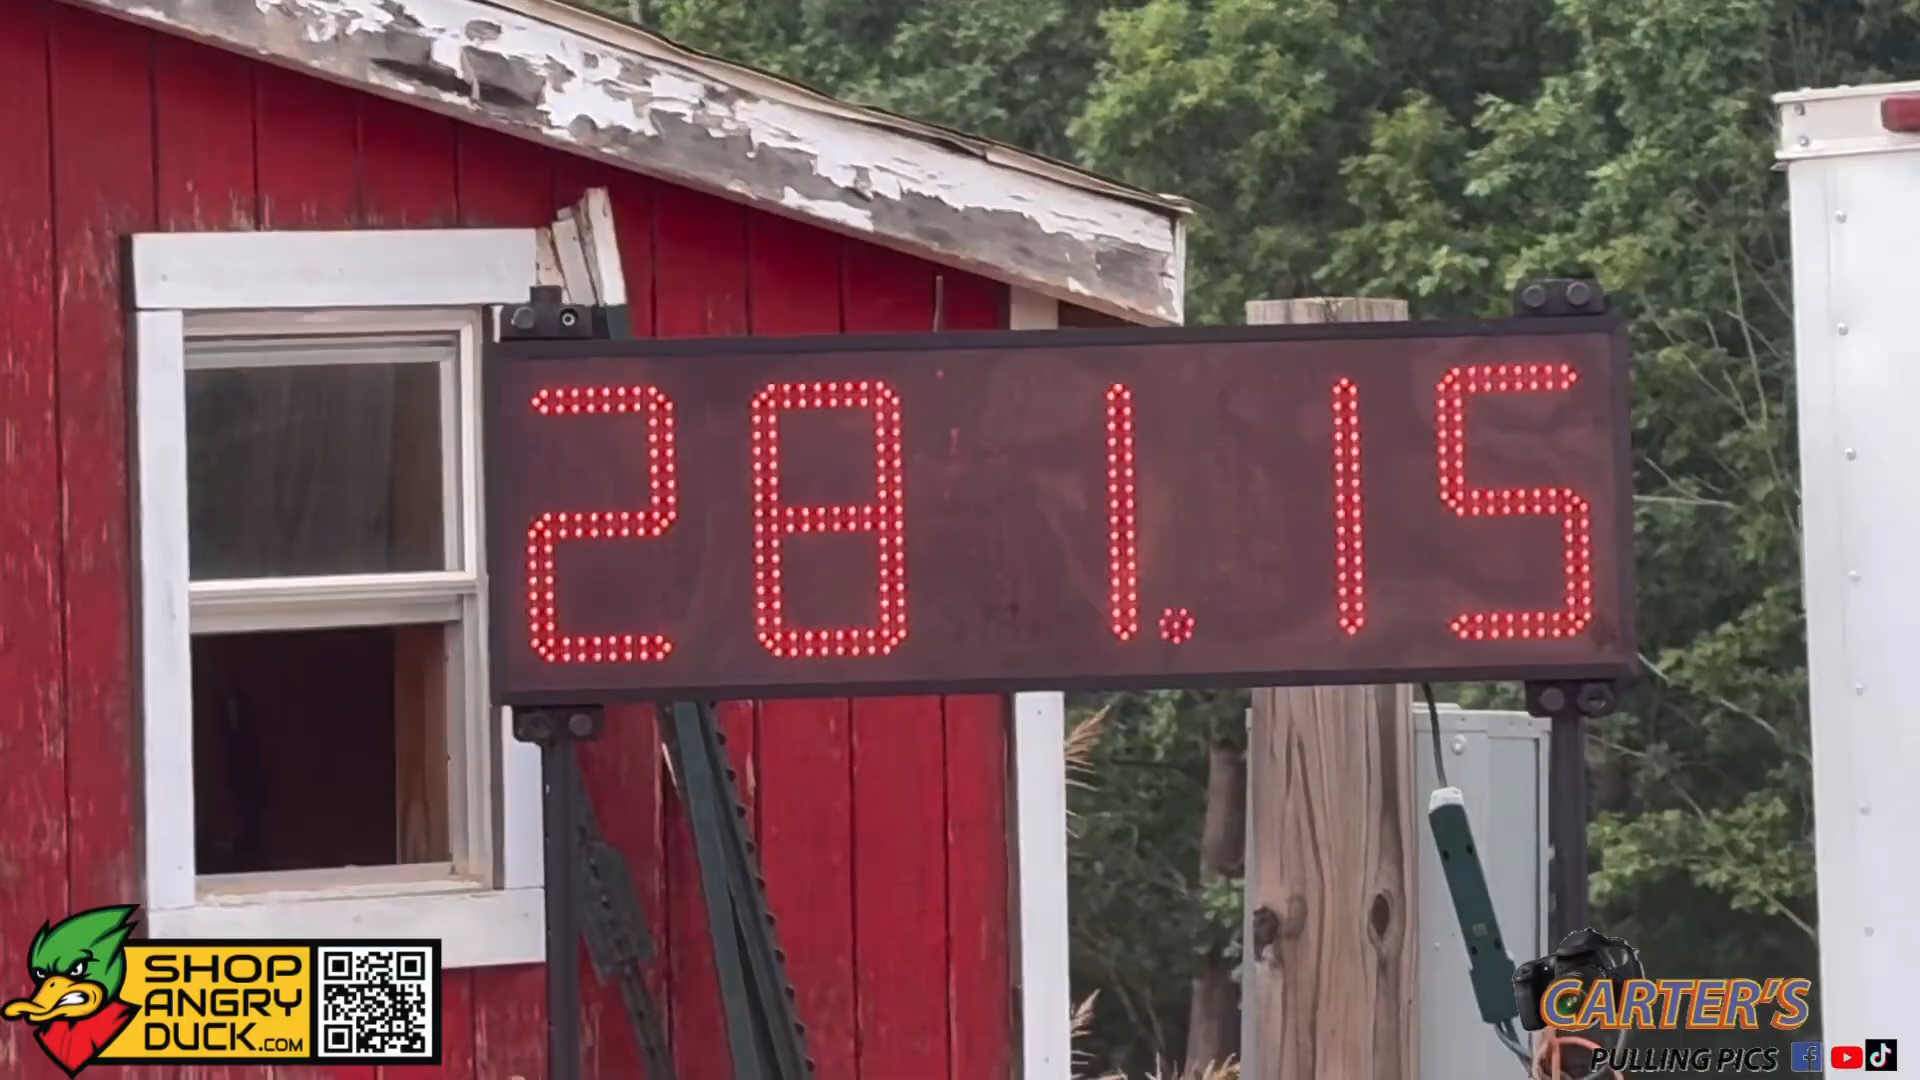 281.15
SHOP
ANGRY
DUCK.COM
CARTER'S
PULLING PICS